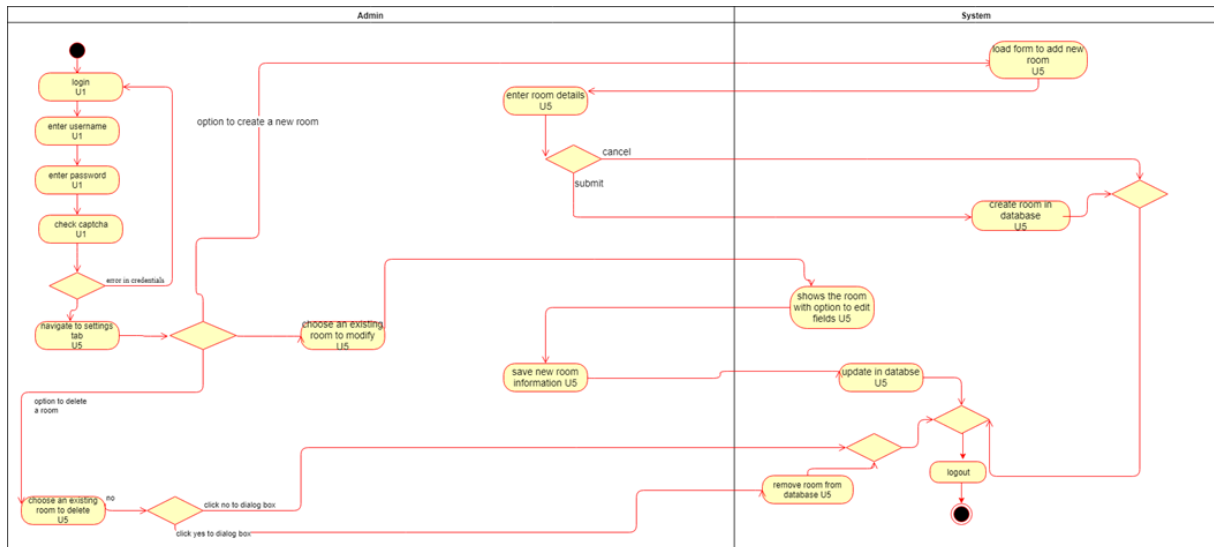 Admin
System
login
U1
enter username
U1
enter password
U1
check captcha
U1
error in credentials
navigate to settings
tab
U5
option to create a new room
load form to add new
room
U5
enter room details
U5
cancel
submit
create room in
database
U5
choose an existing
room to modify
U5
shows the room
with option to edit
fields U5
save new room
information U5
update in databse
U5
option to delete
a room
choose an existing
room to delete
U5
no
click no to dialog box
click yes to dialog box
remove room from
database U5
logout